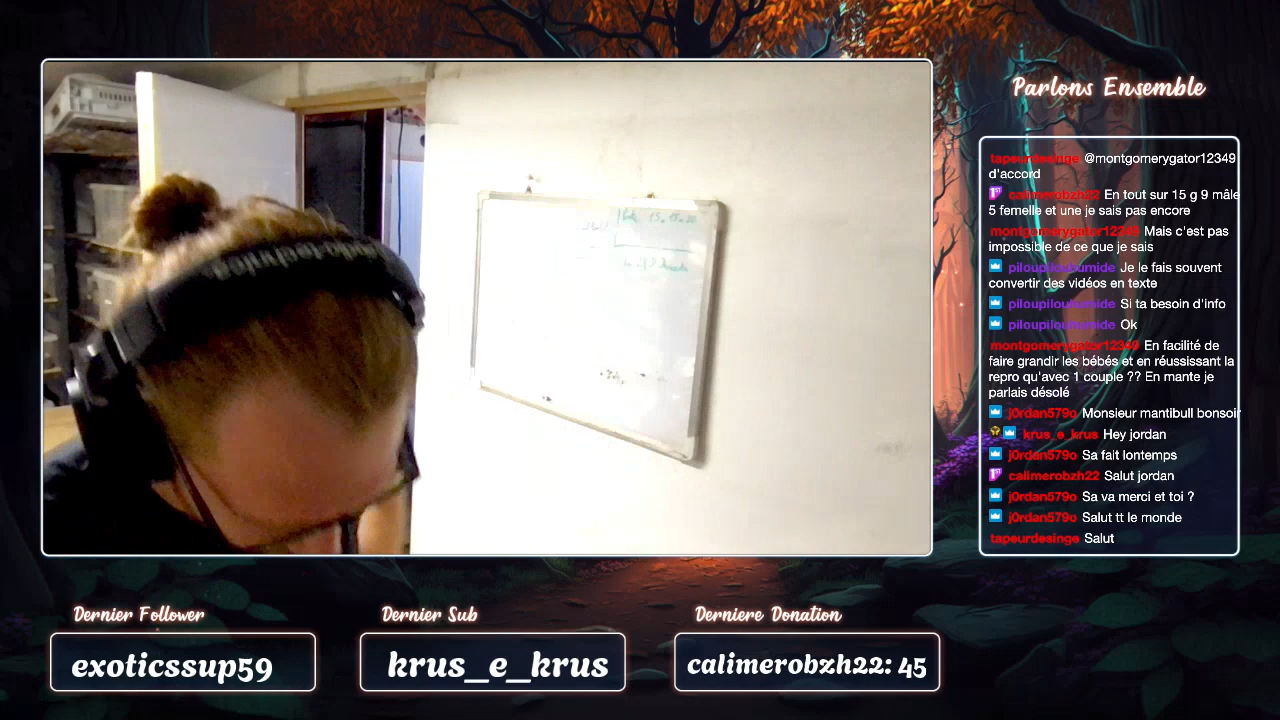 Parlons Ensemble
tapeurdesinge @montgomerygator12349
d'accord
calimerobzh22 En tout sur 15 g 9 mâle
5 femelle et une je sais pas encore
montgomerygator12349 Mais c'est pas
impossible de ce que je sais
piloupilouhumide Je le fais souvent
convertir des vidéos en texte
piloupilouhumide Si ta besoin d'info
piloupilouhumide Ok
montgomerygator12349 En facilité de
faire grandir les bébés et en réussissant la
repro qu'avec 1 couple ?? En mante je
parlais désolé
j0rdan579o Monsieur mantibull bonsoir
krus_e_krus Hey jordan
j0rdan579o Sa fait lontemps
calimerobzh22 Salut jordan
j0rdan579o Sa va merci et toi ?
j0rdan579o Salut tt le monde
tapeurdesinge Salut
Dernier Follower
exoticssup59
Dernier Sub
krus_e_krus
Derniere Donation
calimerobzh22: 45